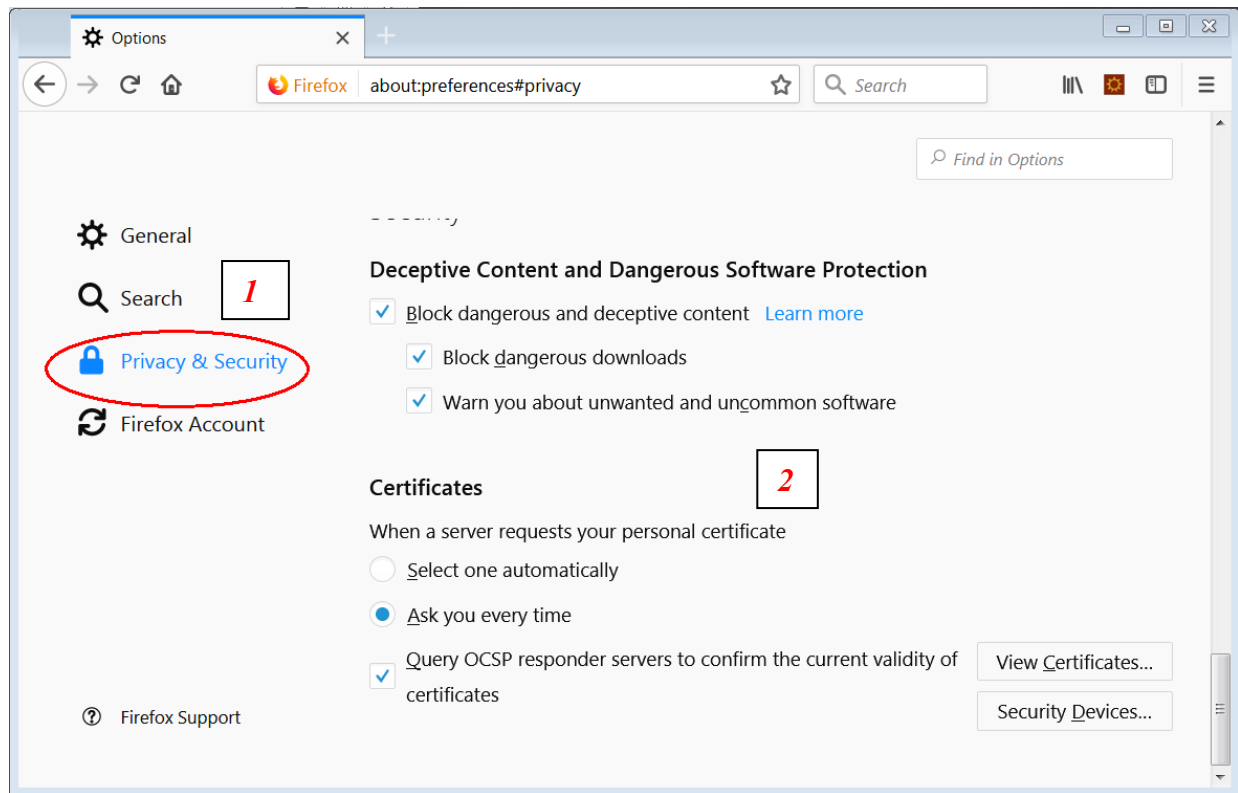 Options
Firefox about:preferences#privacy Search
Find in Options
General
Search
1
Privacy & Security
Firefox Account
Firefox Support
Security
Deceptive Content and Dangerous Software Protection
Block dangerous and deceptive content Learn more
Block dangerous downloads
Warn you about unwanted and uncommon software
2
Certificates
When a server requests your personal certificate
Select one automatically
Ask you every time
Query OCSP responder servers to confirm the current validity of
certificates
View Certificates...
Security Devices...